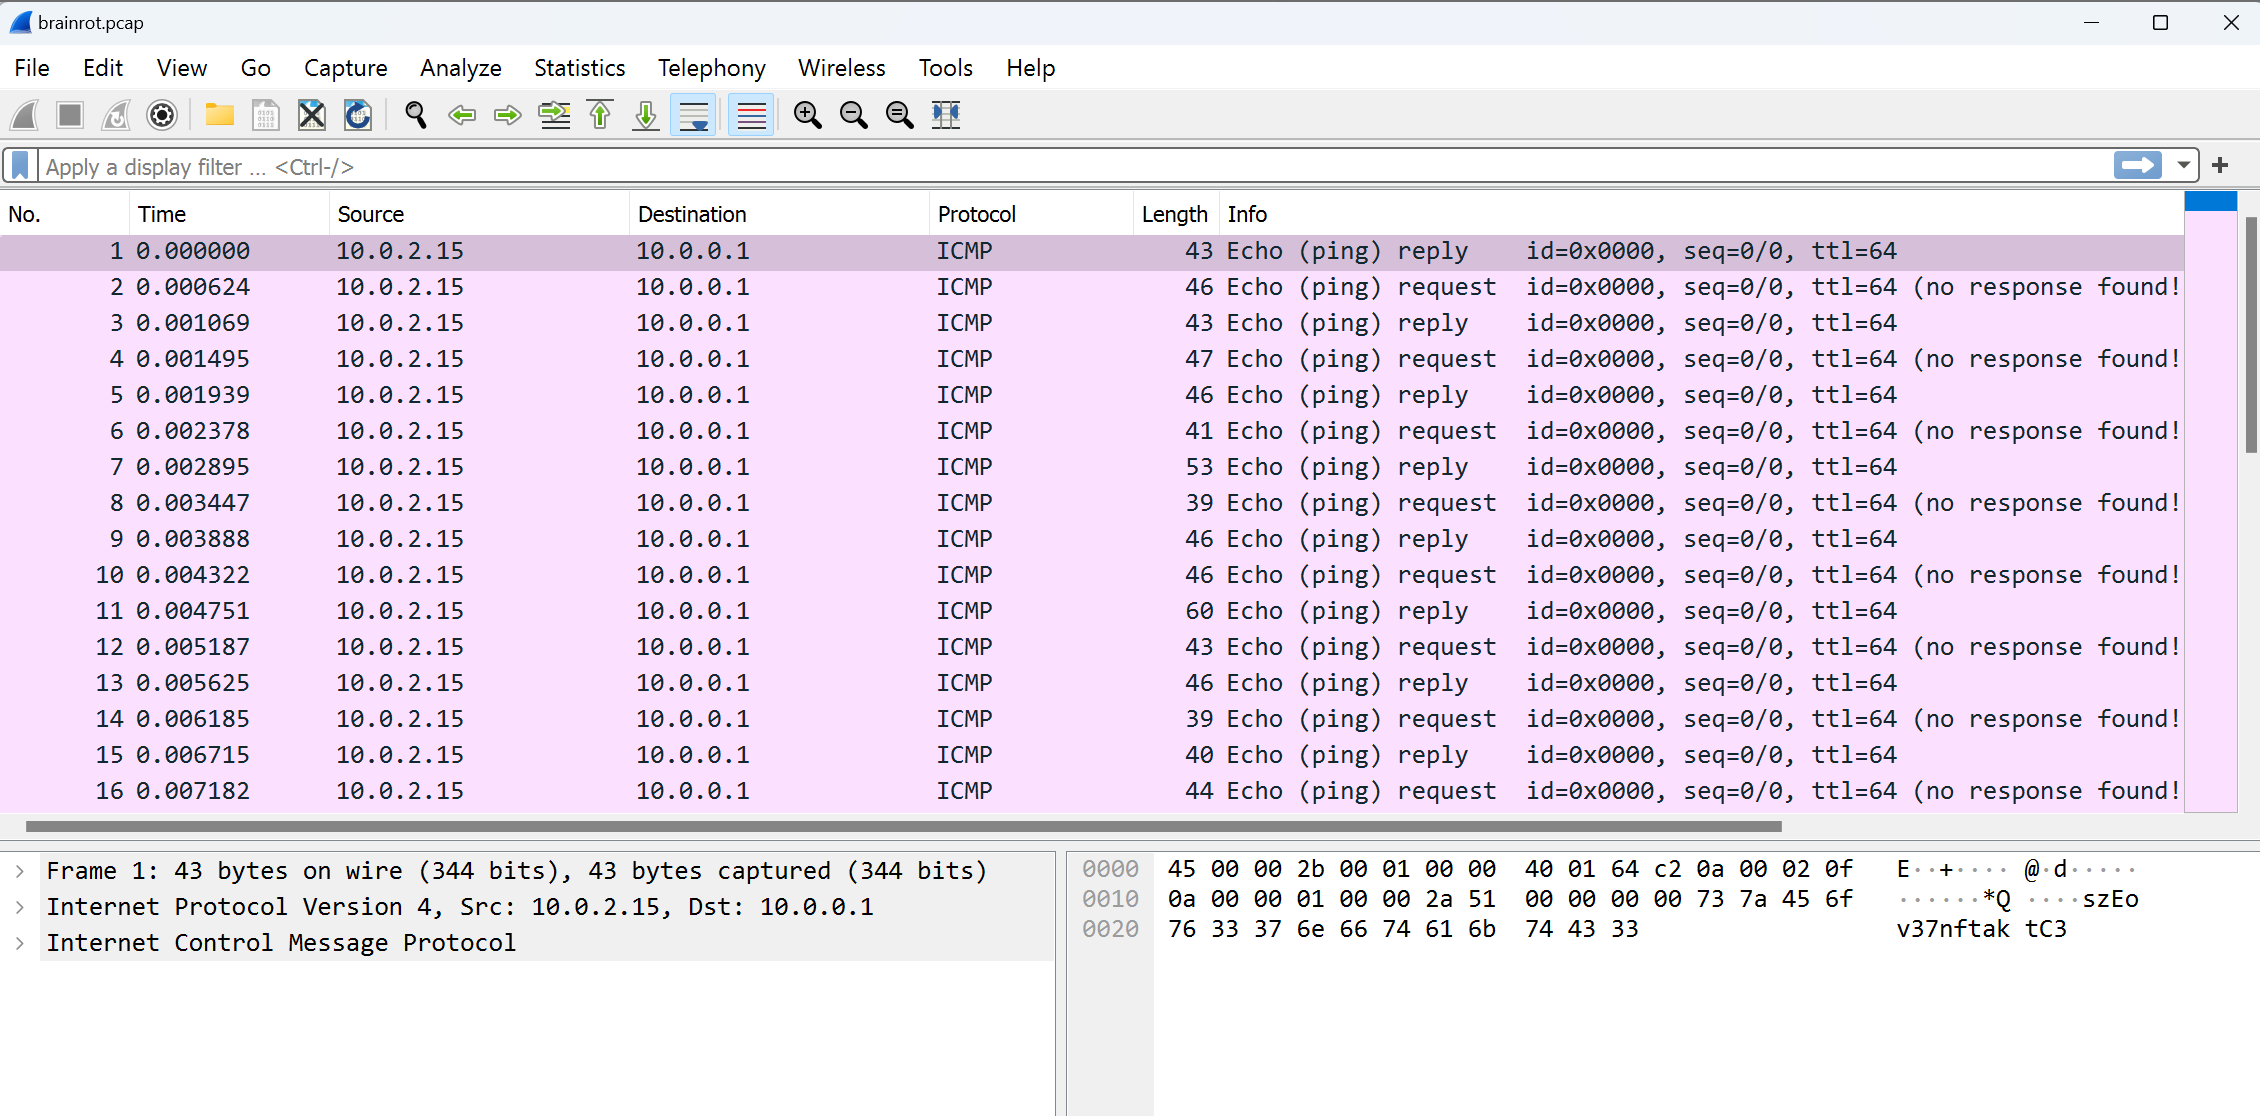 brainrot.pcap
File Edit View Go Capture Analyze Statistics Telephony Wireless Tools Help
Apply a display filter ... <Ctrl-/>
No. Time Source Destination Protocol Length Info
1 0.000000 10.0.2.15 10.0.0.1 ICMP 43 Echo (ping) reply id=0x0000, seq=0/0, ttl=64
2 0.000624 10.0.2.15 10.0.0.1 ICMP 46 Echo (ping) request id=0x0000, seq=0/0, ttl=64 (no response found!
3 0.001069 10.0.2.15 10.0.0.1 ICMP 43 Echo (ping) reply id=0x0000, seq=0/0, ttl=64
4 0.001495 10.0.2.15 10.0.0.1 ICMP 47 Echo (ping) request id=0x0000, seq=0/0, ttl=64 (no response found!
5 0.001939 10.0.2.15 10.0.0.1 ICMP 46 Echo (ping) reply id=0x0000, seq=0/0, ttl=64
6 0.002378 10.0.2.15 10.0.0.1 ICMP 41 Echo (ping) request id=0x0000, seq=0/0, ttl=64 (no response found!
7 0.002895 10.0.2.15 10.0.0.1 ICMP 53 Echo (ping) reply id=0x0000, seq=0/0, ttl=64
8 0.003447 10.0.2.15 10.0.0.1 ICMP 39 Echo (ping) request id=0x0000, seq=0/0, ttl=64 (no response found!
9 0.003888 10.0.2.15 10.0.0.1 ICMP 46 Echo (ping) reply id=0x0000, seq=0/0, ttl=64
10 0.004322 10.0.2.15 10.0.0.1 ICMP 46 Echo (ping) request id=0x0000, seq=0/0, ttl=64 (no response found!
11 0.004751 10.0.2.15 10.0.0.1 ICMP 60 Echo (ping) reply id=0x0000, seq=0/0, ttl=64
12 0.005187 10.0.2.15 10.0.0.1 ICMP 43 Echo (ping) request id=0x0000, seq=0/0, ttl=64 (no response found!
13 0.005625 10.0.2.15 10.0.0.1 ICMP 46 Echo (ping) reply id=0x0000, seq=0/0, ttl=64
14 0.006185 10.0.2.15 10.0.0.1 ICMP 39 Echo (ping) request id=0x0000, seq=0/0, ttl=64 (no response found!
15 0.006715 10.0.2.15 10.0.0.1 ICMP 40 Echo (ping) reply id=0x0000, seq=0/0, ttl=64
16 0.007182 10.0.2.15 10.0.0.1 ICMP 44 Echo (ping) request id=0x0000, seq=0/0, ttl=64 (no response found!
Frame 1: 43 bytes on wire (344 bits), 43 bytes captured (344 bits)
Internet Protocol Version 4, Src: 10.0.2.15, Dst: 10.0.0.1
Internet Control Message Protocol
0000 45 00 00 2b 00 01 00 00 40 01 64 c2 0a 00 02 0f E··+···· @·d·····
0010 0a 00 00 01 00 00 2a 51 00 00 00 00 73 7a 45 6f ······*Q ····szEo
0020 76 33 37 6e 66 74 61 6b 74 43 33 v37nftak tC3